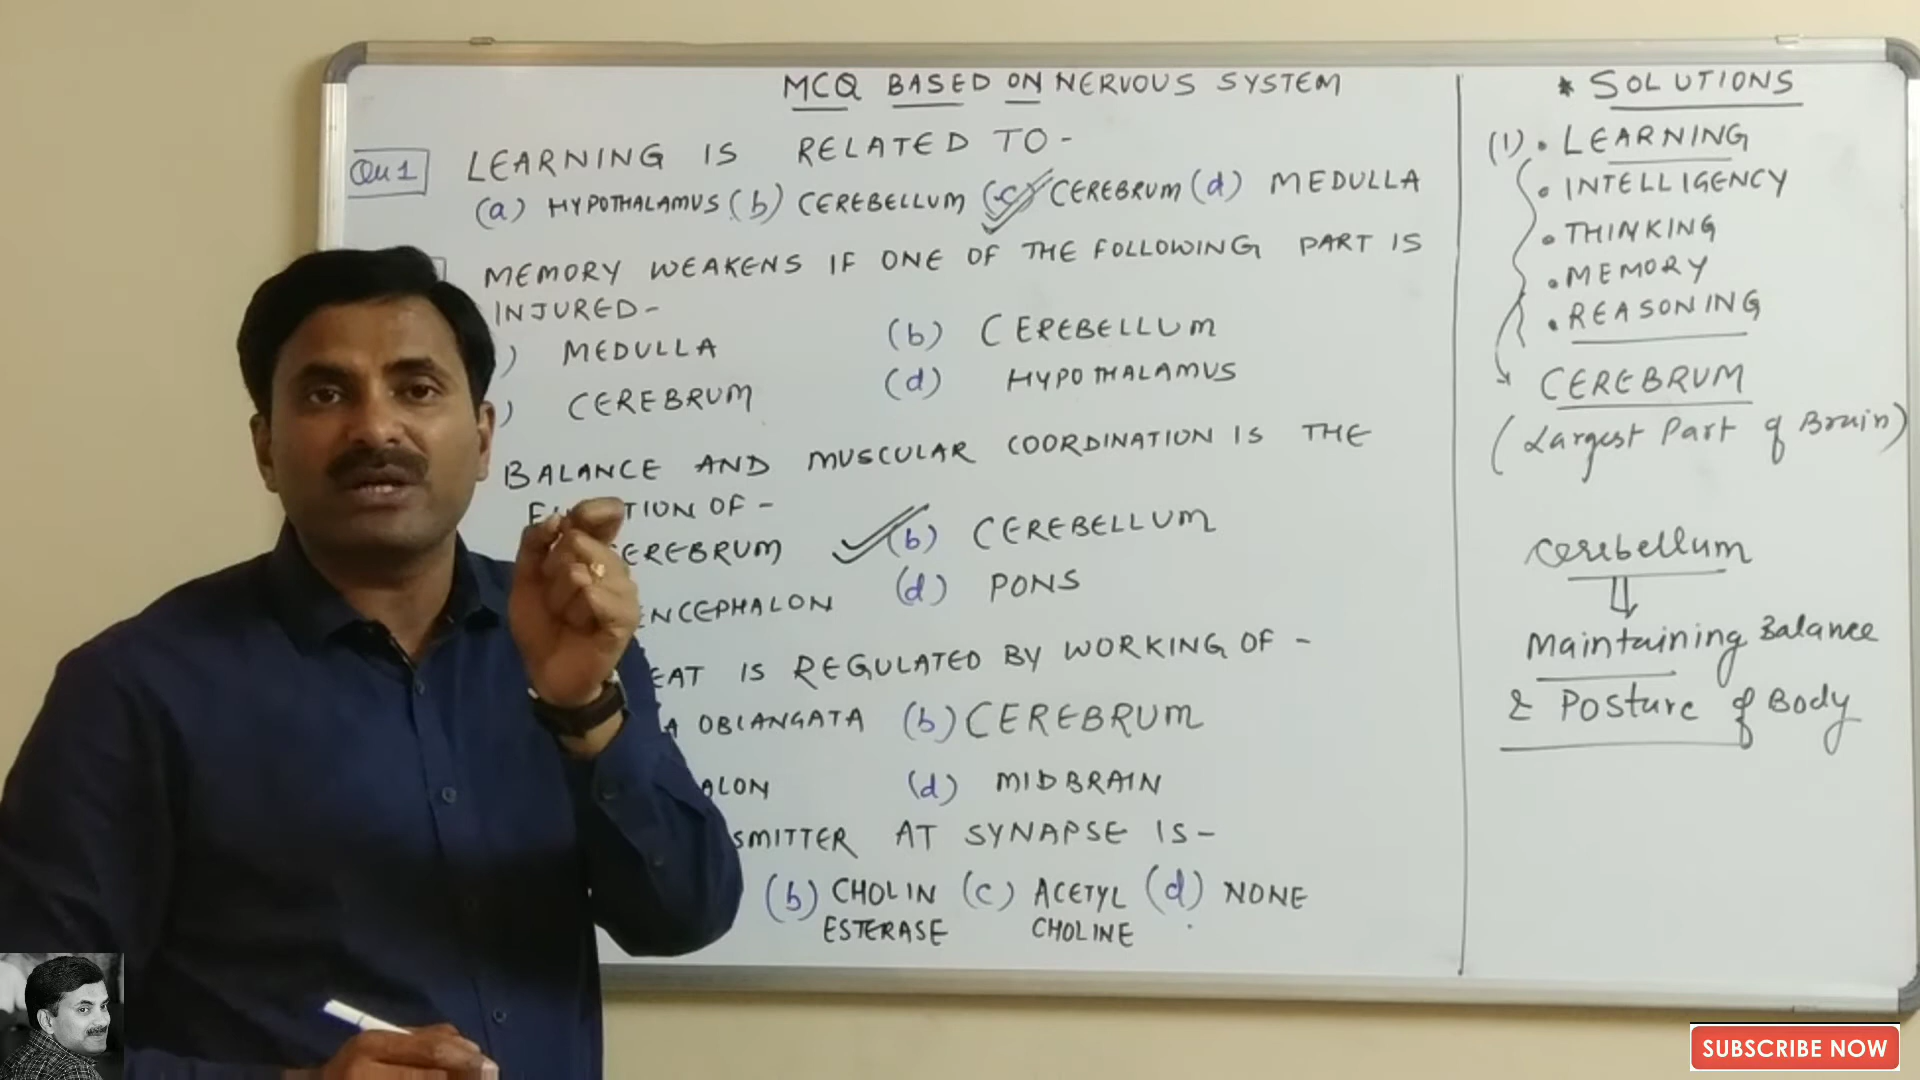 MCQ BASED ON NERVOUS SYSTEM
Qu 1 LEARNING IS RELATED TO -
(a) HYPOTHALAMUS (b) CEREBELLUM (c) CEREBRUM (d) MEDULLA
MEMORY WEAKENS IF ONE OF THE FOLLOWING PART IS
INJURED -
) MEDULLA (b) CEREBELLUM
) CEREBRUM (d) HYPOTHALAMUS
BALANCE AND MUSCULAR COORDINATION IS THE
OF -
EREBRUM (b) CEREBELLUM
ENCEPHALON (d) PONS
EAT IS REGULATED BY WORKING OF -
A OBLANGATA (b) CEREBRUM
ALON (d) MIDBRAIN
SMITTER AT SYNAPSE IS -
(b) CHOLIN (c) ACETYL (d) NONE
ESTERASE CHOLINE
* SOLUTIONS
(1) • LEARNING
• INTELLIGENCY
• THINKING
• MEMORY
• REASONING
CEREBRUM
(Largest Part of Brain)
Cerebellum
Maintaining Balance
& Posture of Body
SUBSCRIBE NOW